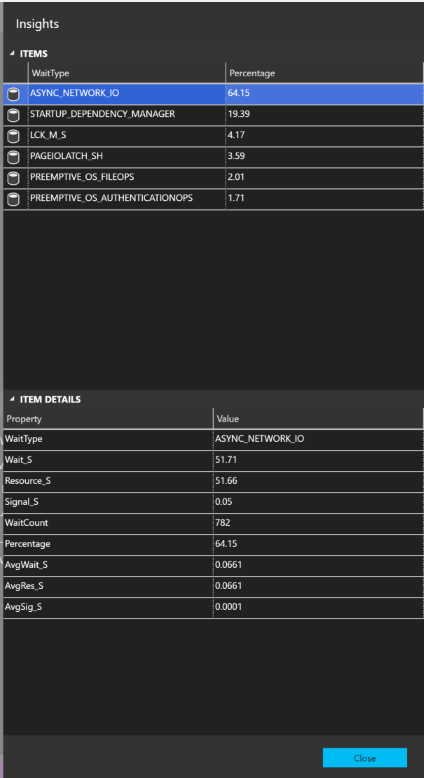 Insights
ITEMS
WaitType Percentage
ASYNC_NETWORK_IO 64.15
STARTUP_DEPENDENCY_MANAGER 19.39
LCK_M_S 4.17
PAGEIOLATCH_SH 3.59
PREEMPTIVE_OS_FILEOPS 2.01
PREEMPTIVE_OS_AUTHENTICATIONOPS 1.71
ITEM DETAILS
Property Value
WaitType ASYNC_NETWORK_IO
Wait_S 51.71
Resource_S 51.66
Signal_S 0.05
WaitCount 782
Percentage 64.15
AvgWait_S 0.0661
AvgRes_S 0.0661
AvgSig_S 0.0001
Close